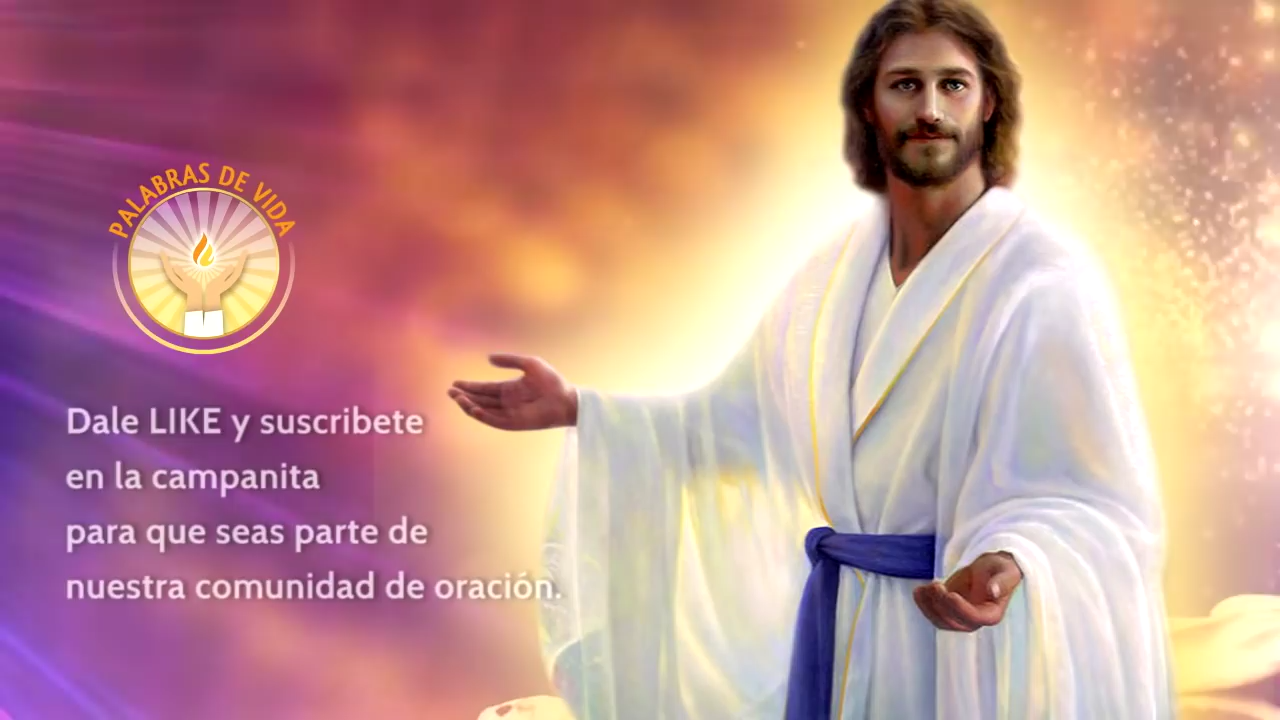 PALABRAS DE VIDA
Dale LIKE y suscribete
en la campanita
para que seas parte de
nuestra comunidad de oración.